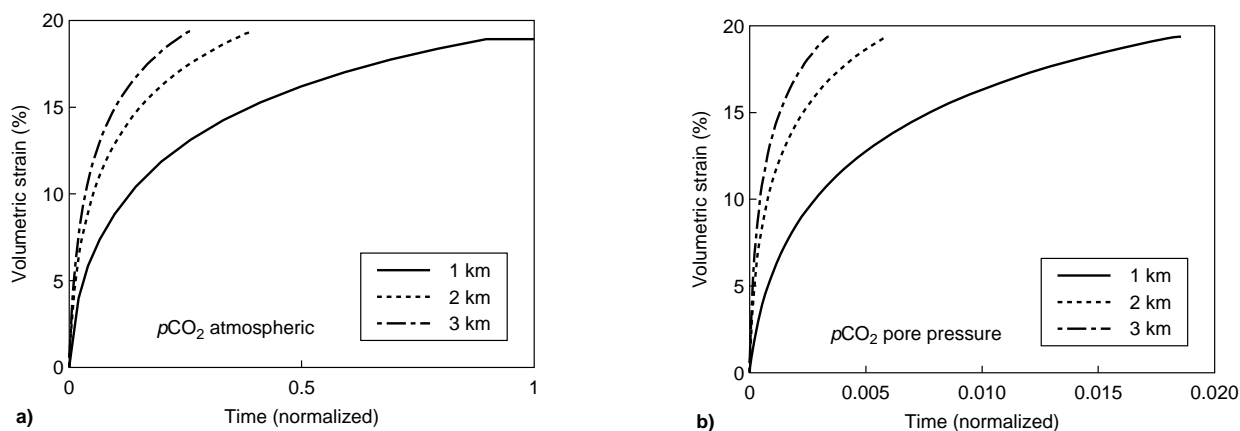 20
15
10
5
0
Volumetric strain (%)
1 km
2 km
3 km
pCO2 atmospheric
0
0.5
1
Time (normalized)
a)
20
15
10
5
0
Volumetric strain (%)
1 km
2 km
3 km
pCO2 pore pressure
0
0.005
0.010
0.015
0.020
Time (normalized)
b)